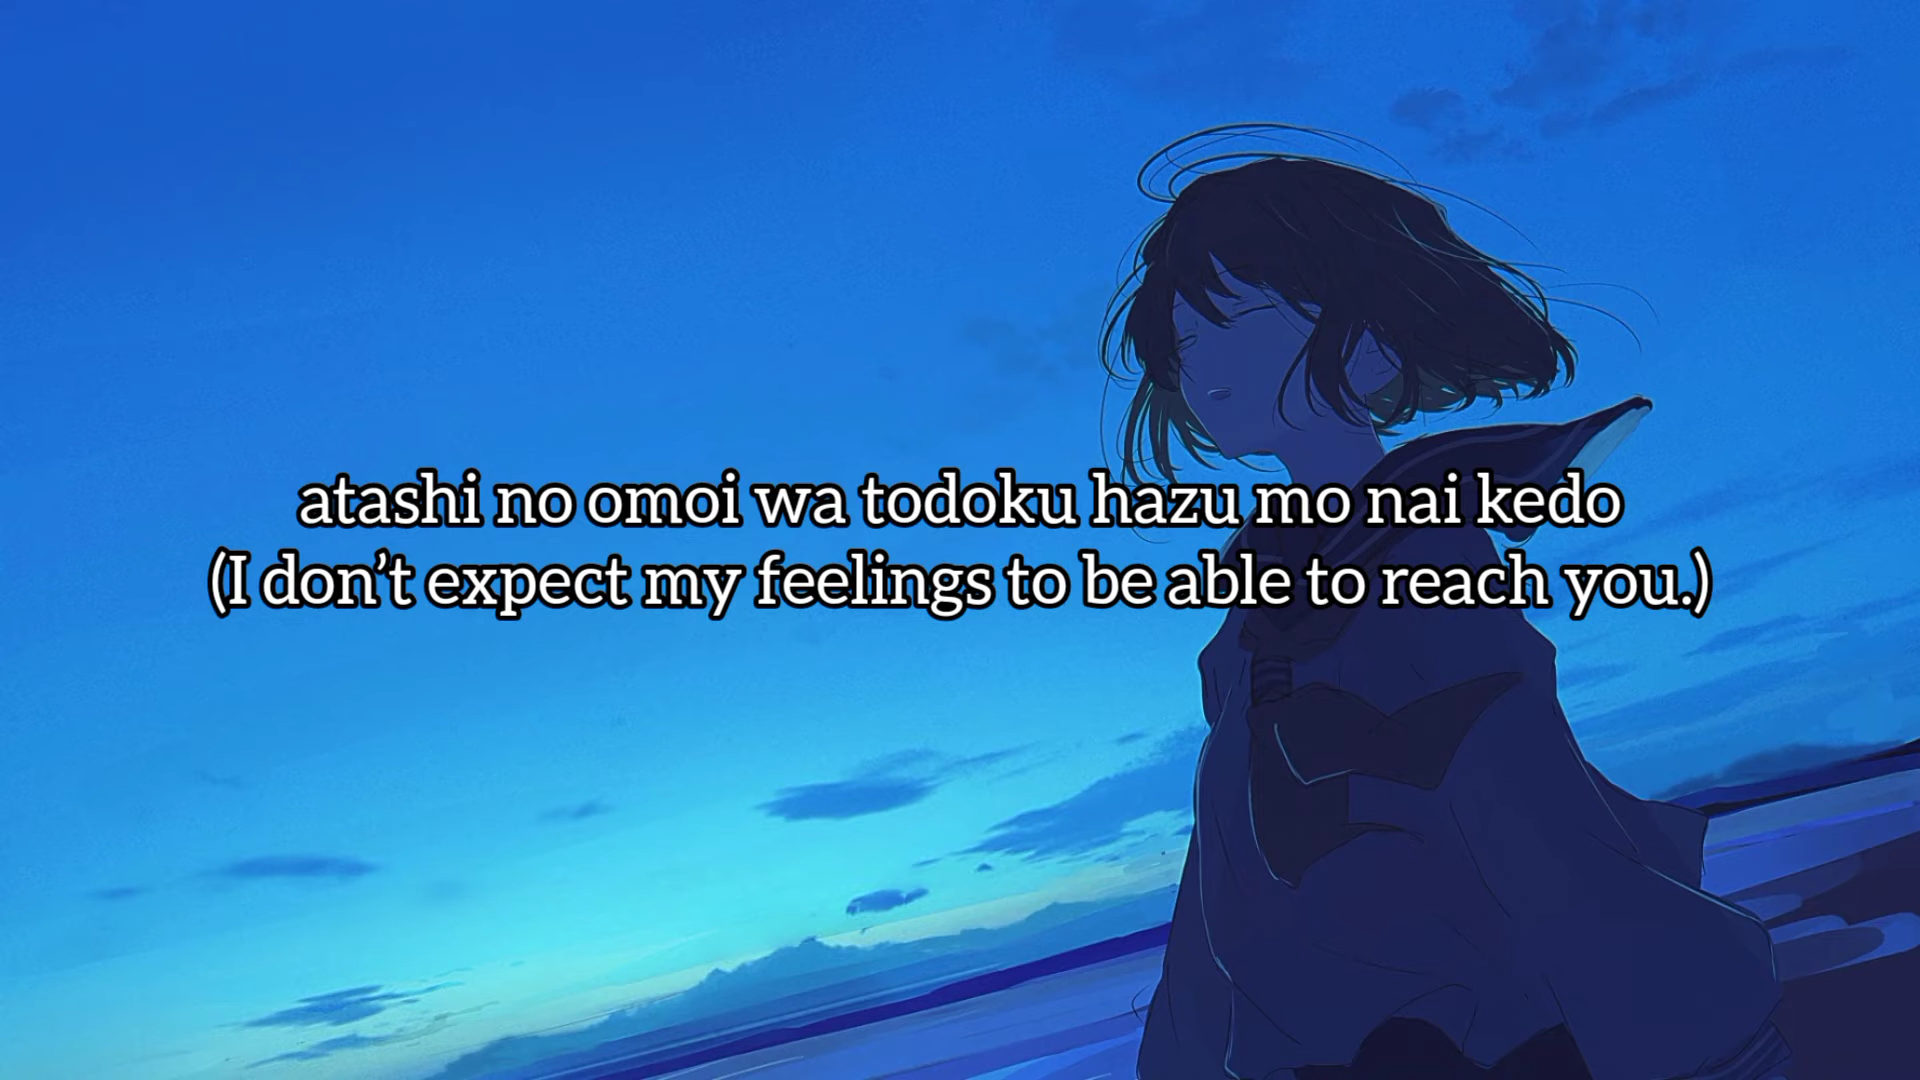 atashi no omoi wa todoku hazu mo nai kedo
(I don’t expect my feelings to be able to reach you.)